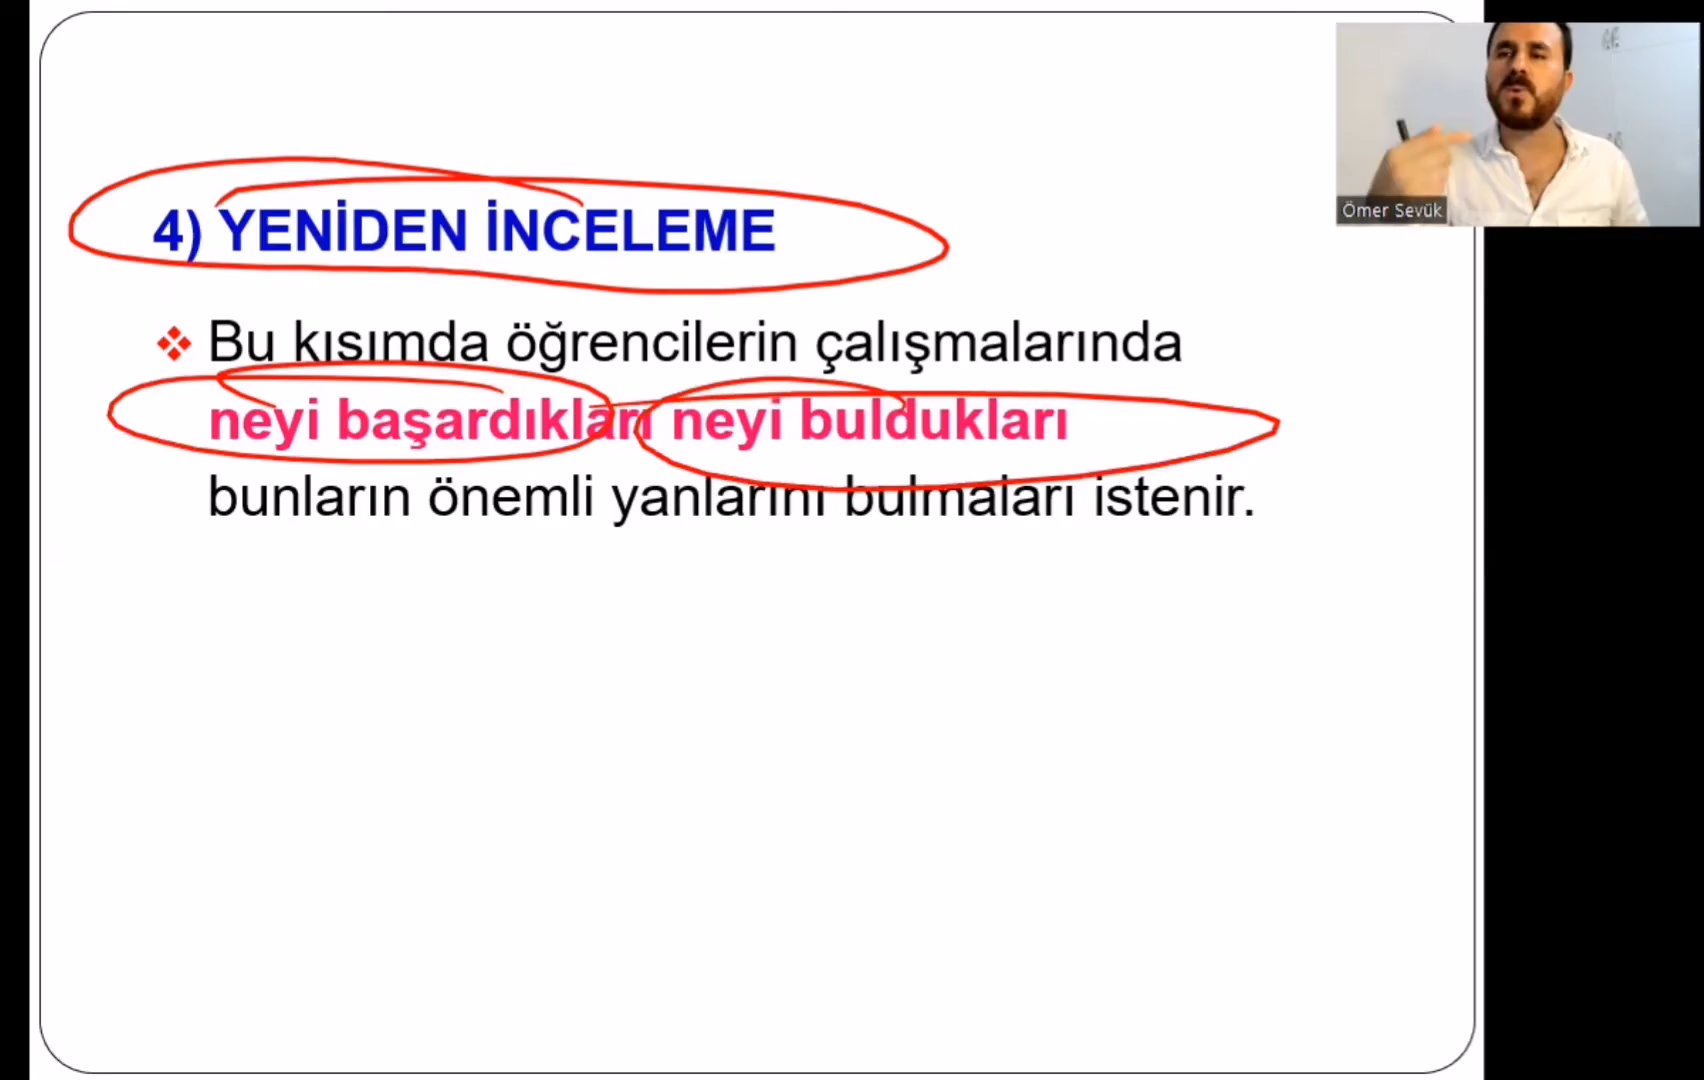 4) YENİDEN İNCELEME
Bu kısımda öğrencilerin çalışmalarında
neyi başardıkları neyi buldukları
bunların önemli yanlarını bulmaları istenir.
Ömer Sevük